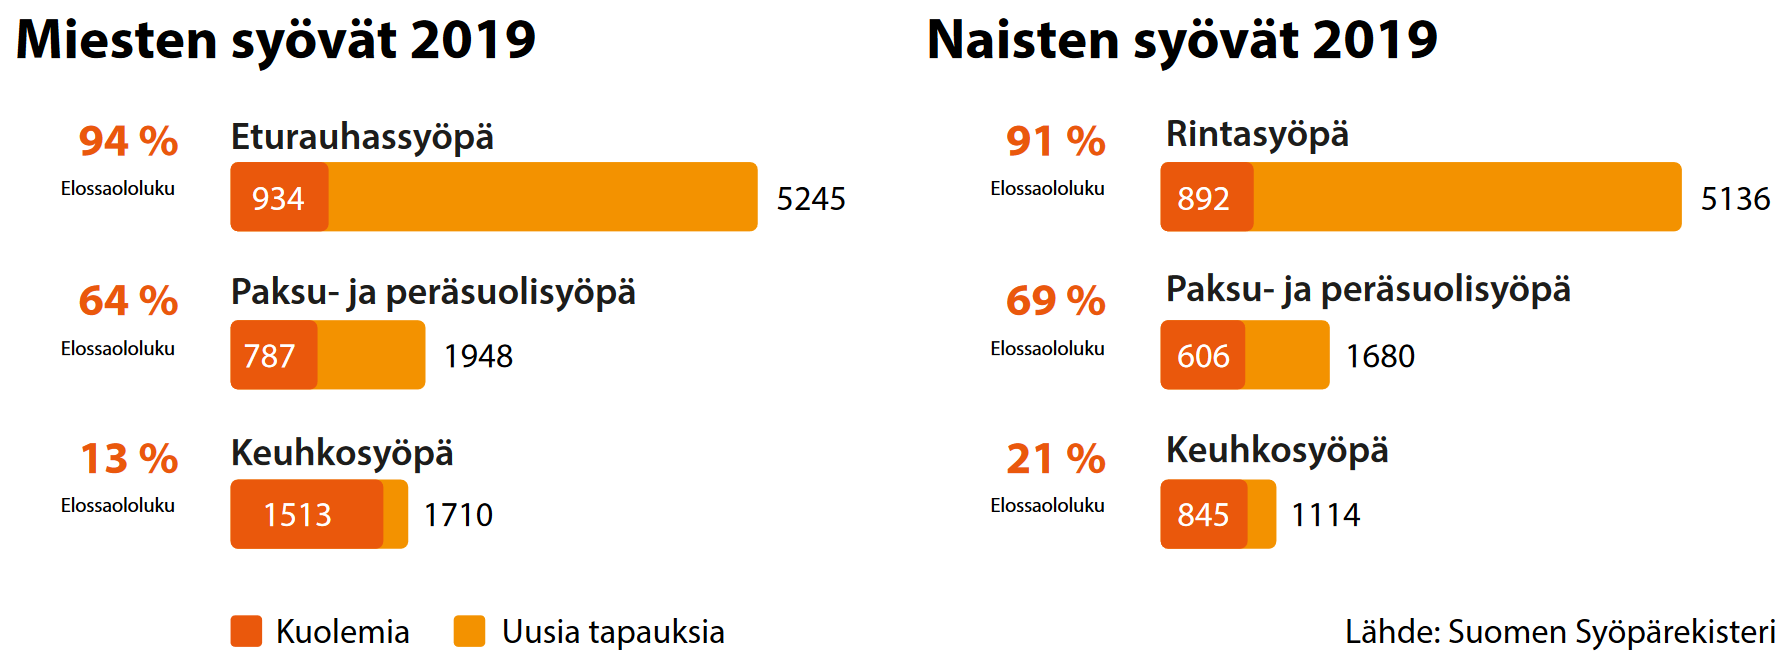 Miesten syövät 2019
94 %
Elossaololuku
Eturauhassyöpä
934
5245
64 %
Elossaololuku
Paksu- ja peräsuolisyöpä
787
1948
13 %
Elossaololuku
Keuhkosyöpä
1513
1710
Kuolemia
Uusia tapauksia
Naisten syövät 2019
91 %
Elossaololuku
Rintasyöpä
892
5136
69 %
Elossaololuku
Paksu- ja peräsuolisyöpä
606
1680
21 %
Elossaololuku
Keuhkosyöpä
845
1114
Lähde: Suomen Syöpärekisteri